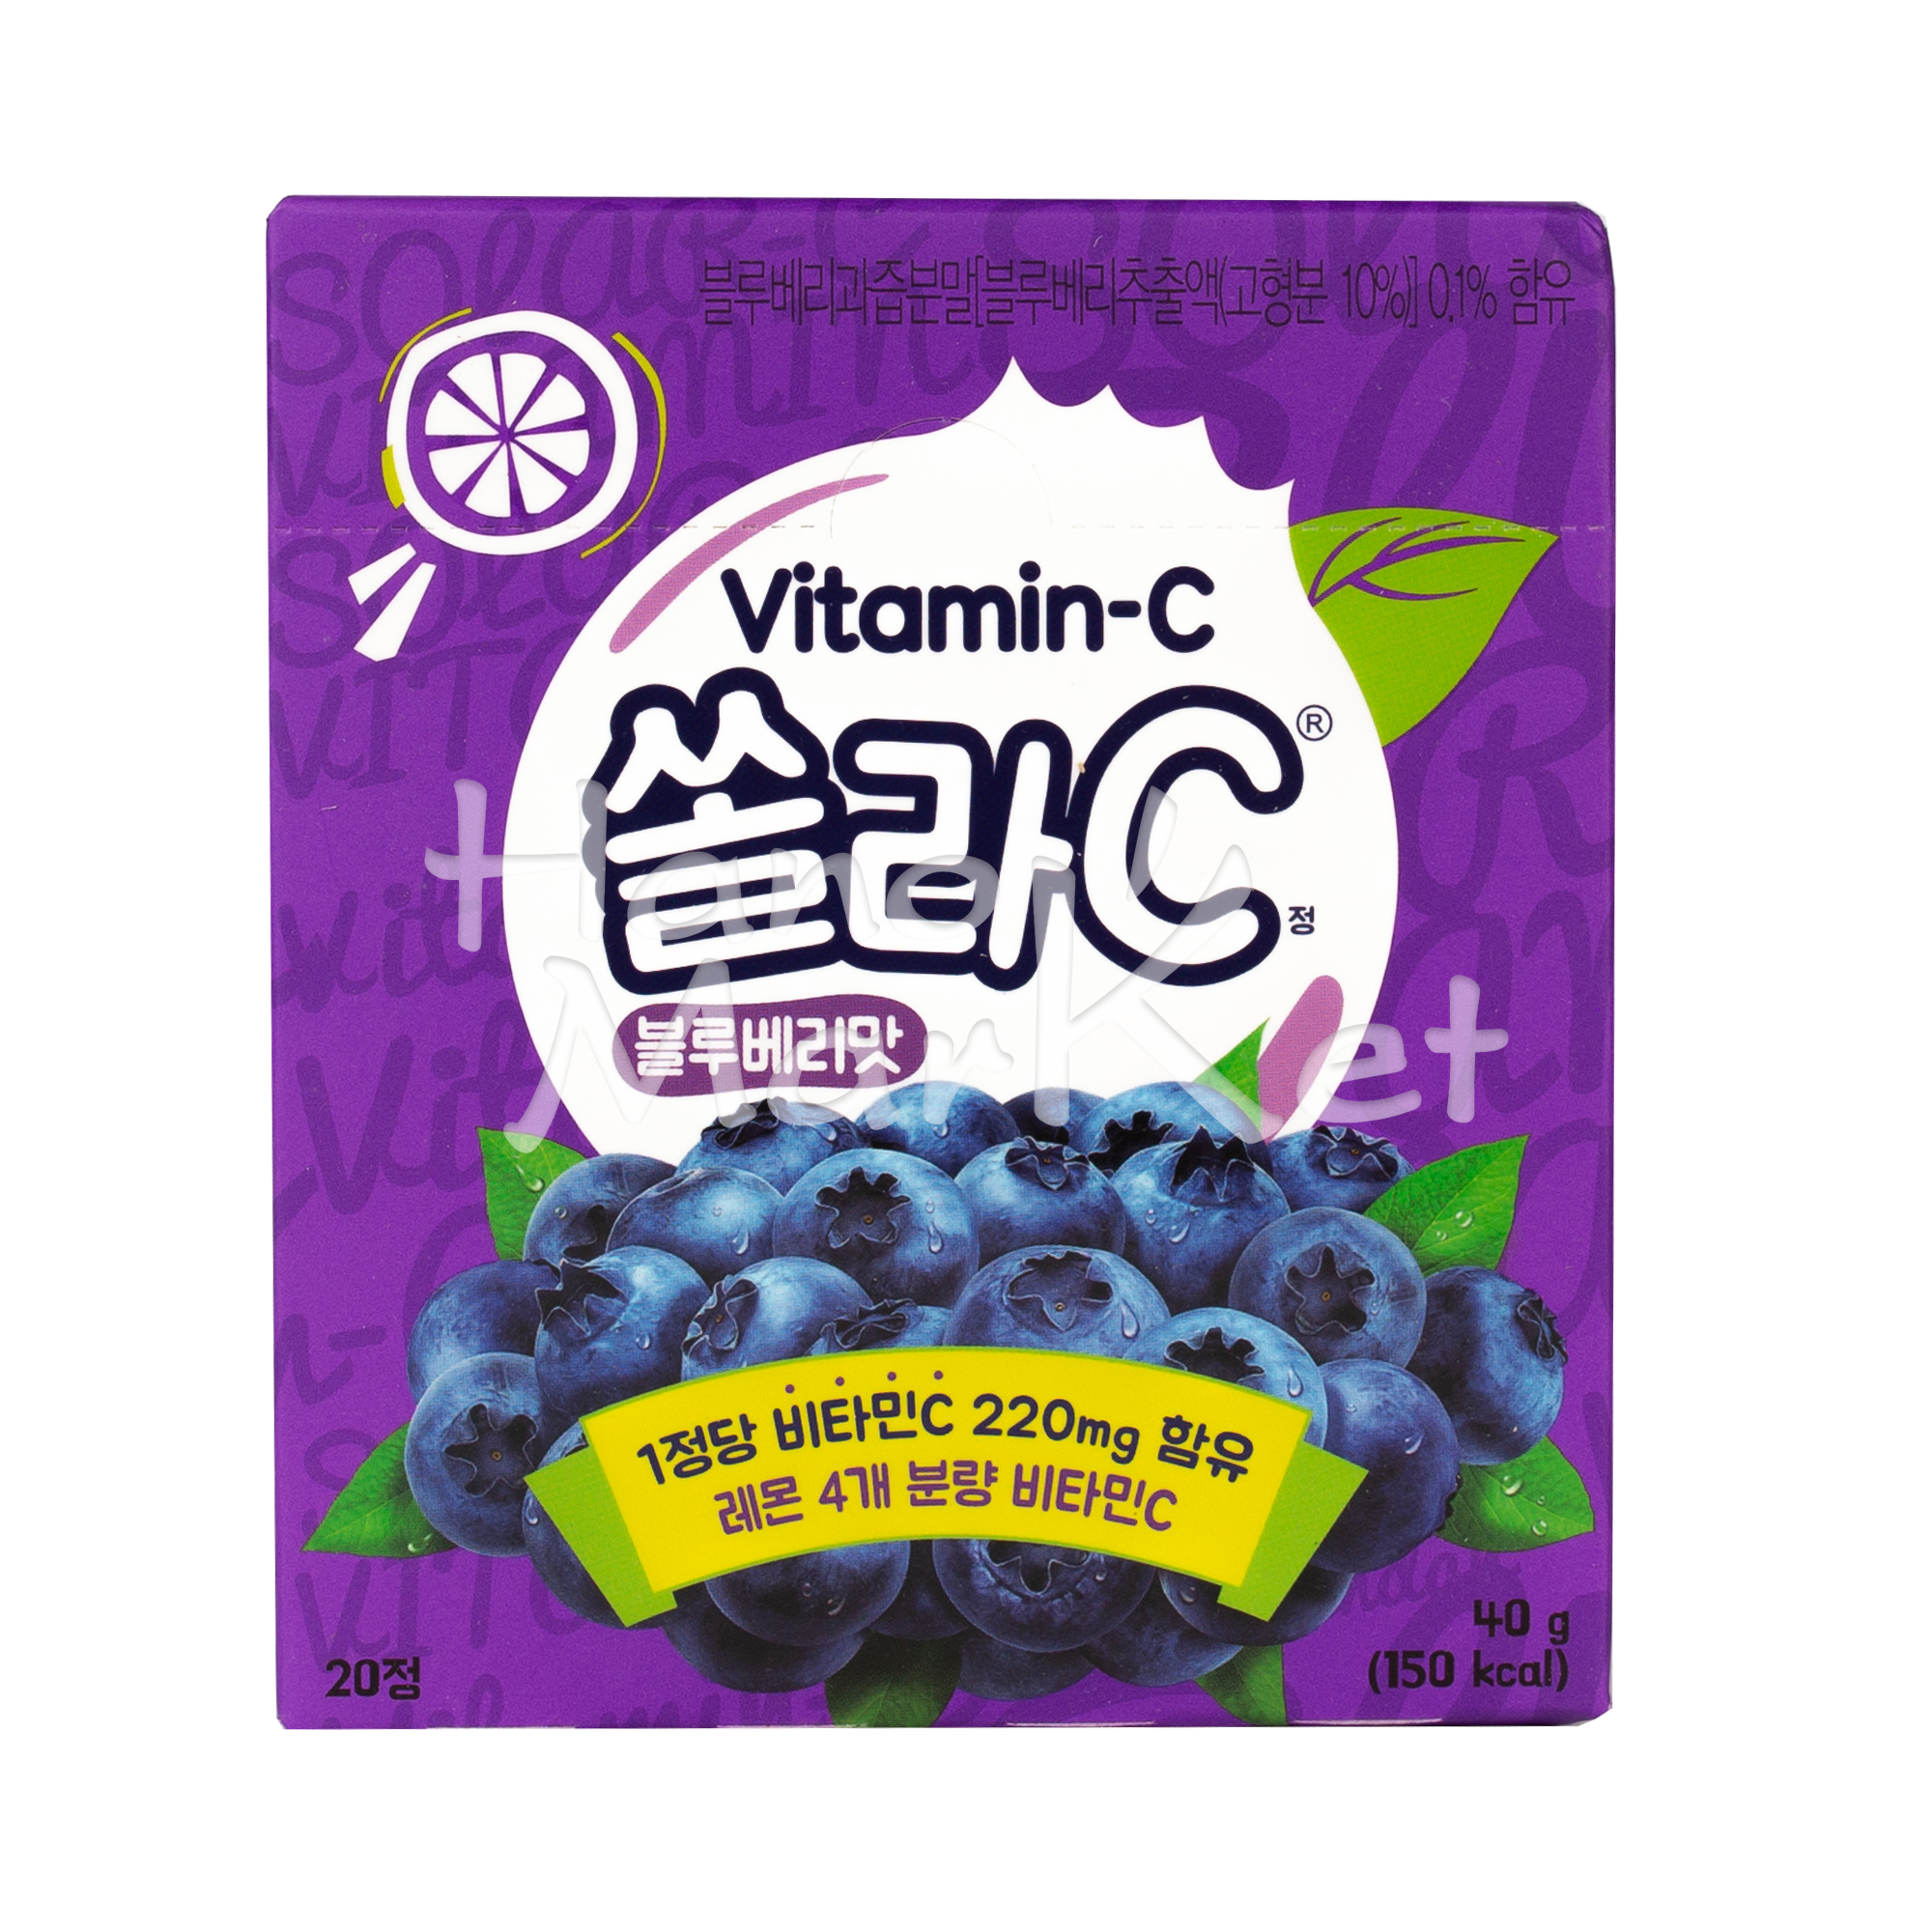 블루베리과즙분말[블루베리추출액(고형분 10%)] 0.1% 함유
Vitamin-C
쏠라C®
정
블루베리맛
Hanok
Market
1정당 비타민C 220mg 함유
레몬 4개 분량 비타민C
20정
40 g
(150 kcal)